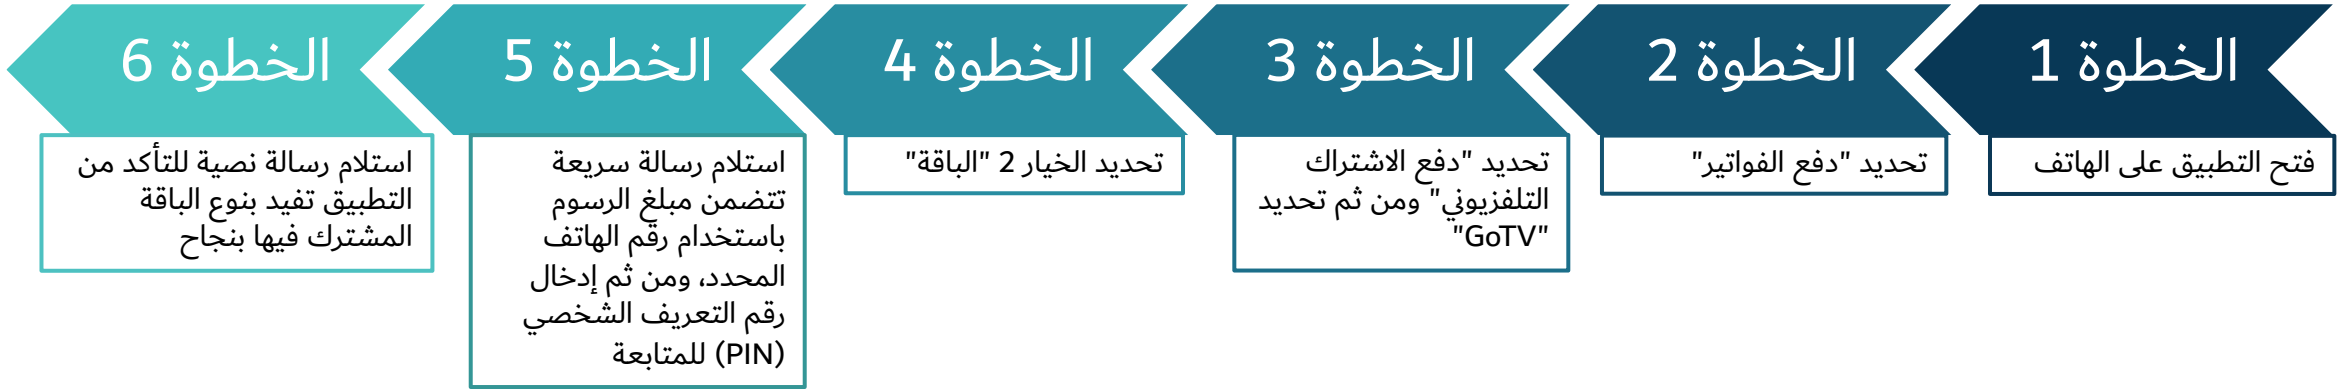 الخطوة 1
فتح التطبيق على الهاتف
الخطوة 2
تحديد "دفع الفواتير"
الخطوة 3
تحديد "دفع الاشتراك
التلفزيوني" ومن ثم تحديد
"GoTV"
الخطوة 4
تحديد الخيار 2 "الباقة"
الخطوة 5
استلام رسالة سريعة
تتضمن مبلغ الرسوم
باستخدام رقم الهاتف
المحدد، ومن ثم إدخال
رقم التعريف الشخصي
(PIN) للمتابعة
الخطوة 6
استلام رسالة نصية للتأكد من
التطبيق تفيد بنوع الباقة
المشترك فيها بنجاح